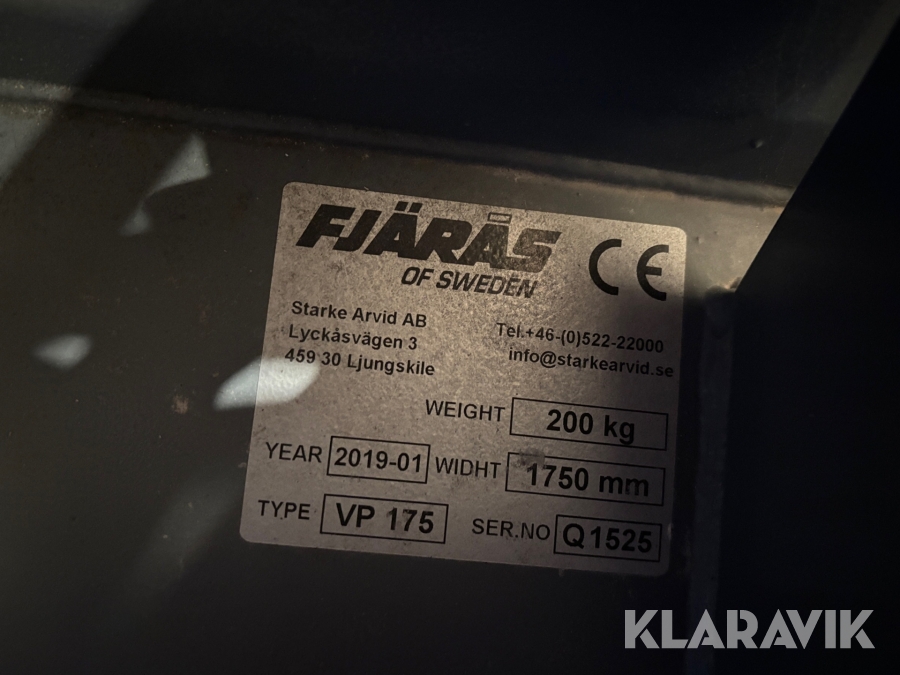 FJÄRÅS
OF SWEDEN
CE
Starke Arvid AB
Lyckåsvägen 3
459 30 Ljungskile
Tel.+46-(0)522-22000
info@starkearvid.se
WEIGHT 200 kg
YEAR 2019-01 WIDHT 1750 mm
TYPE VP 175 SER.NO Q1525
KLARAVIK